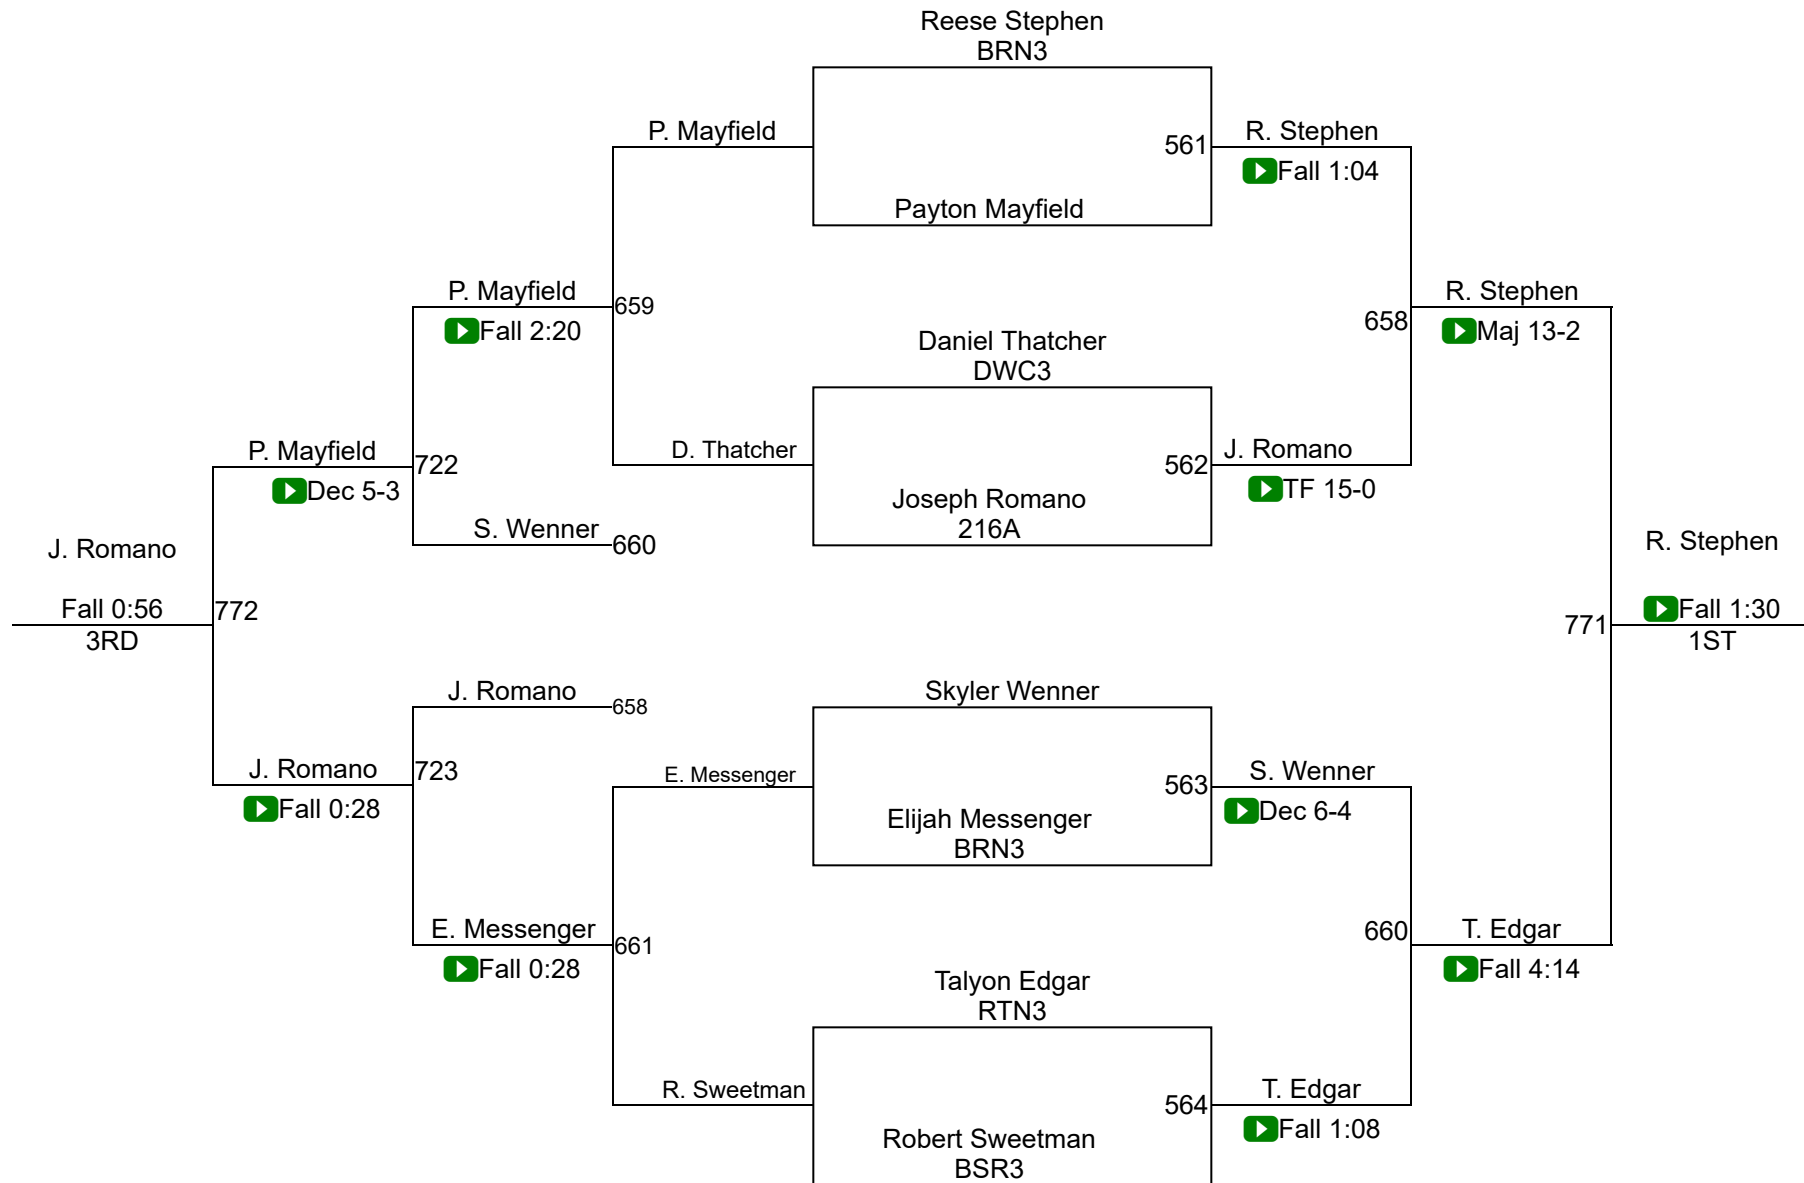 Reese Stephen
BRN3
P. Mayfield
561
R. Stephen
Fall 1:04
Payton Mayfield
P. Mayfield
659
Fall 2:20
Daniel Thatcher
DWC3
658
R. Stephen
Maj 13-2
P. Mayfield
722
Dec 5-3
D. Thatcher
562
J. Romano
TF 15-0
Joseph Romano
216A
S. Wenner
660
J. Romano
Fall 0:56
3RD
772
R. Stephen
771
Fall 1:30
1ST
J. Romano
658
Skyler Wenner
J. Romano
723
Fall 0:28
E. Messenger
563
S. Wenner
Dec 6-4
Elijah Messenger
BRN3
E. Messenger
661
Fall 0:28
660
T. Edgar
Fall 4:14
Talyon Edgar
RTN3
R. Sweetman
564
T. Edgar
Fall 1:08
Robert Sweetman
BSR3